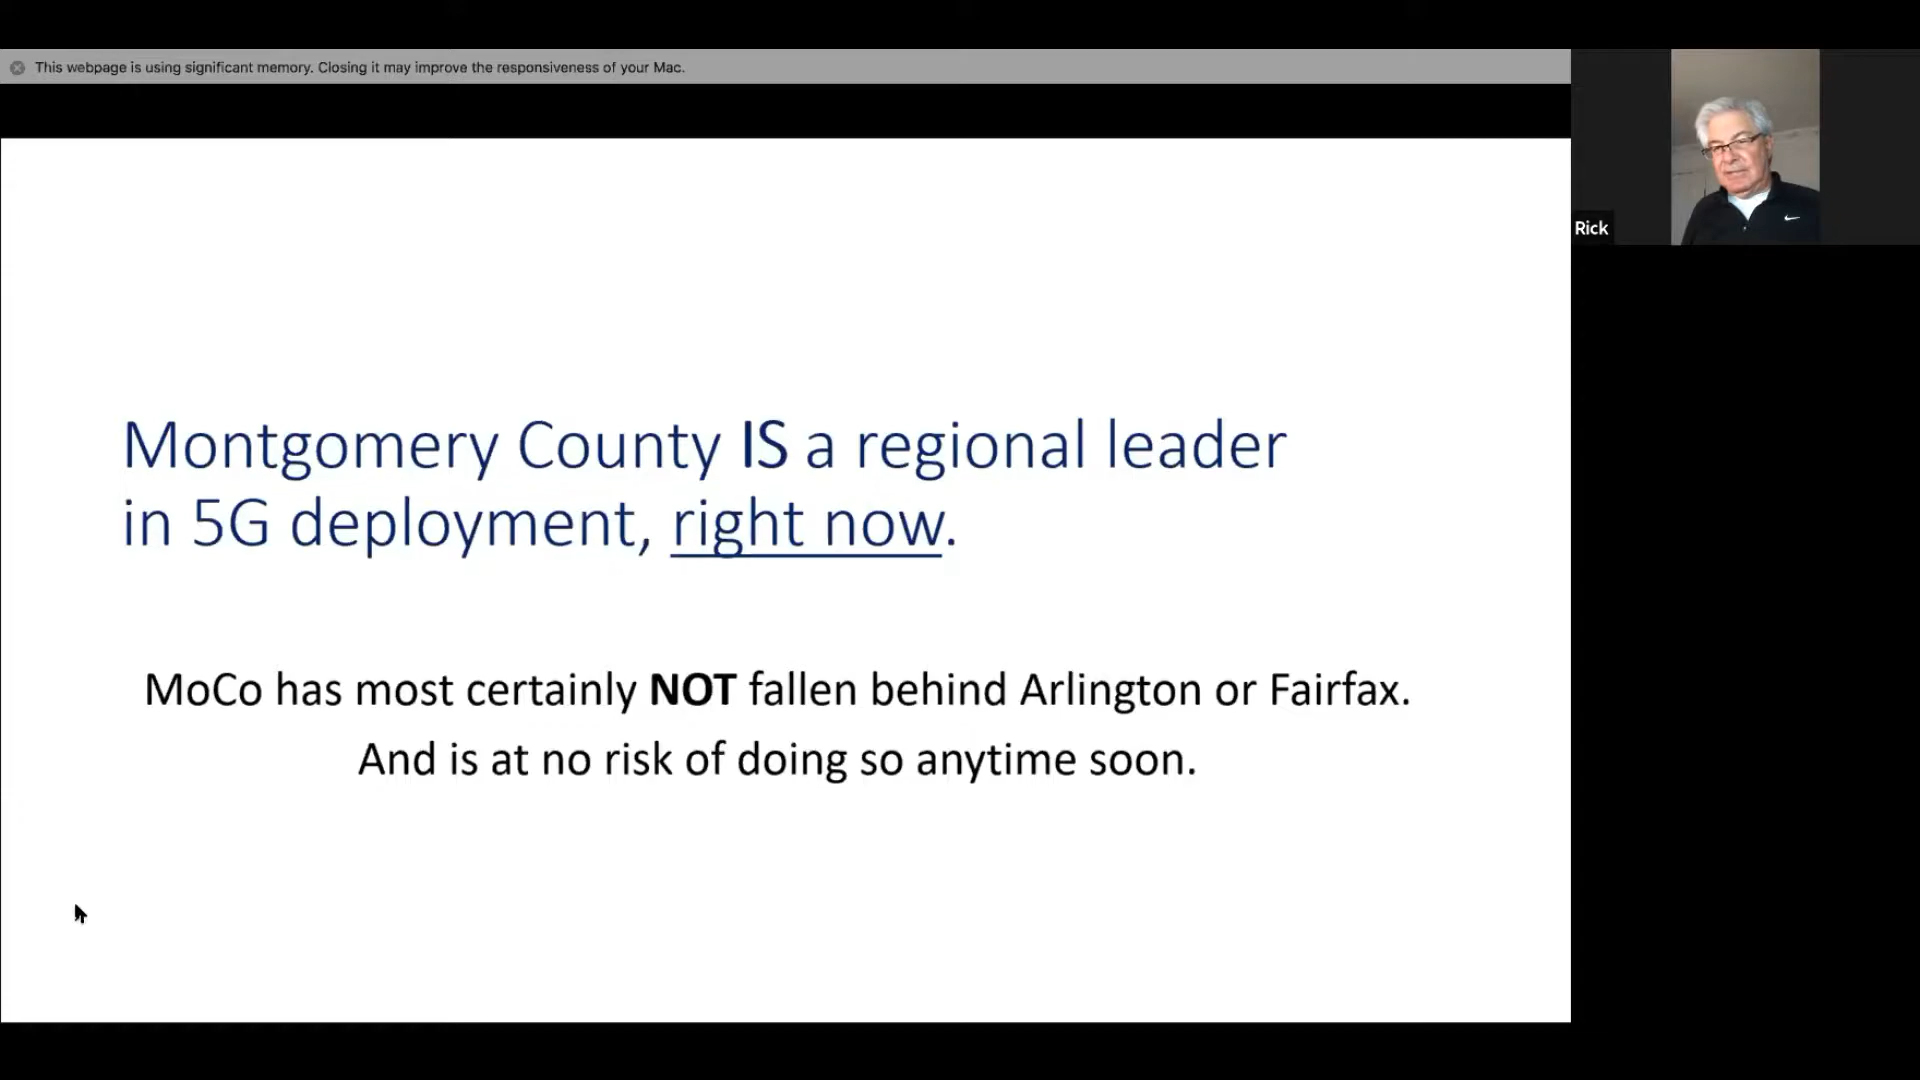 This webpage is using significant memory. Closing it may improve the responsiveness of your Mac.
Rick
Montgomery County IS a regional leader
in 5G deployment, right now.
MoCo has most certainly NOT fallen behind Arlington or Fairfax.
And is at no risk of doing so anytime soon.